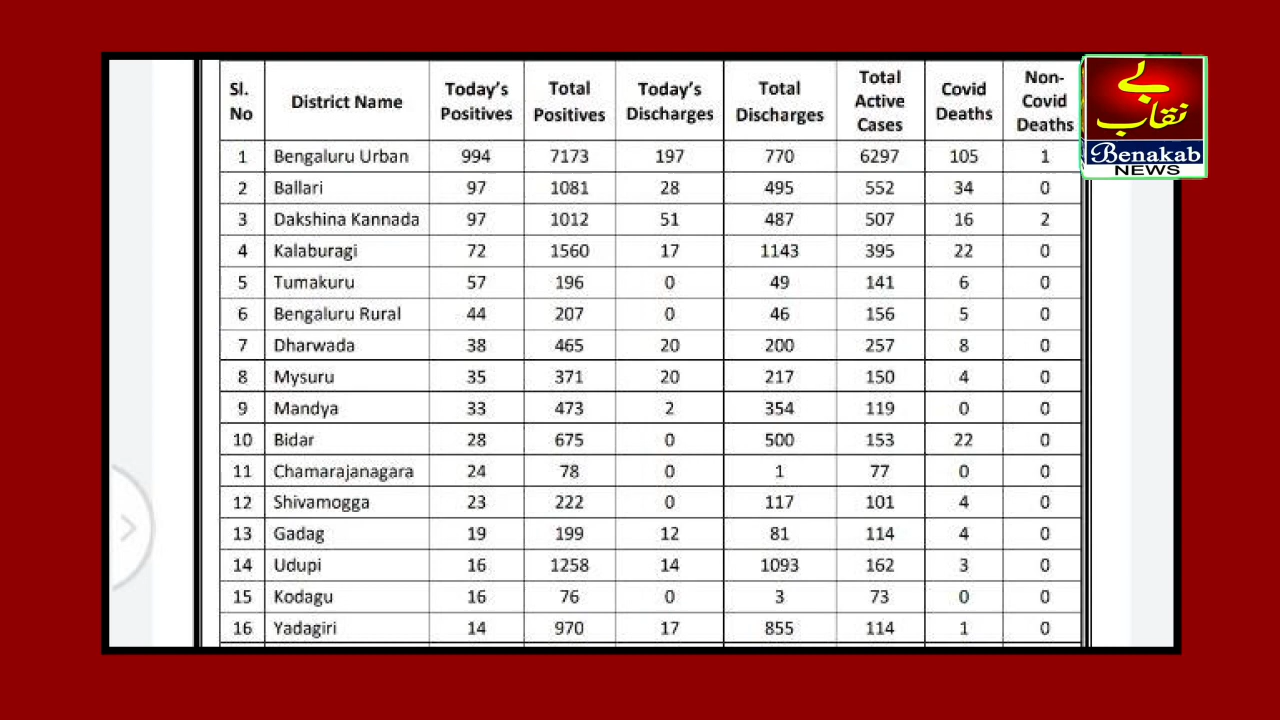 Sl. No District Name Today's Positives Total Positives Today's Discharges Total Discharges Total Active Cases Covid Deaths Non-Covid Deaths
1 Bengaluru Urban 994 7173 197 770 6297 105 1
2 Ballari 97 1081 28 495 552 34 0
3 Dakshina Kannada 97 1012 51 487 507 16 2
4 Kalaburagi 72 1560 17 1143 395 22 0
5 Tumakuru 57 196 0 49 141 6 0
6 Bengaluru Rural 44 207 0 46 156 5 0
7 Dharwada 38 465 20 200 257 8 0
8 Mysuru 35 371 20 217 150 4 0
9 Mandya 33 473 2 354 119 0 0
10 Bidar 28 675 0 500 153 22 0
11 Chamarajanagara 24 78 0 1 77 0 0
12 Shivamogga 23 222 0 117 101 4 0
13 Gadag 19 199 12 81 114 4 0
14 Udupi 16 1258 14 1093 162 3 0
15 Kodagu 16 76 0 3 73 0 0
16 Yadagiri 14 970 17 855 114 1 0
بے
نقاب
Benakab
NEWS